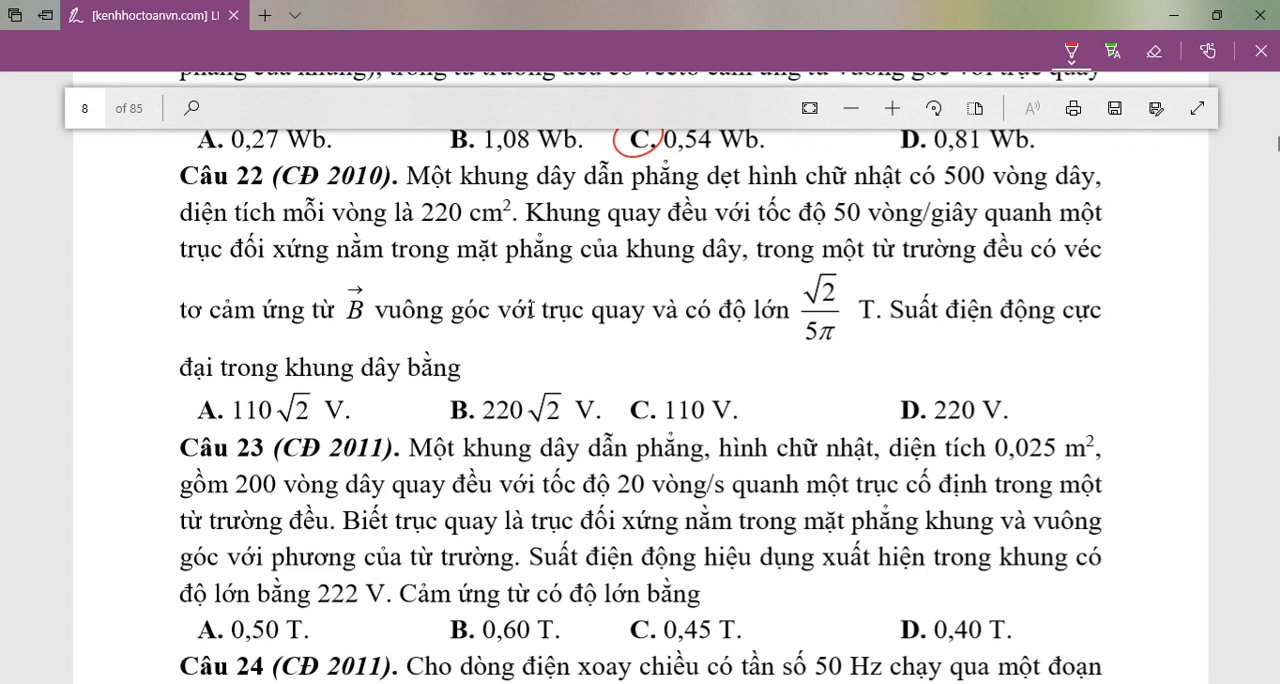 [kenhhoctoanvn.com] LI
8 of 85
A. 0,27 Wb. B. 1,08 Wb. C. 0,54 Wb. D. 0,81 Wb.
Câu 22 (CĐ 2010). Một khung dây dẫn phẳng dẹt hình chữ nhật có 500 vòng dây,
diện tích mỗi vòng là 220 cm². Khung quay đều với tốc độ 50 vòng/giây quanh một
trục đối xứng nằm trong mặt phẳng của khung dây, trong một từ trường đều có véc
tơ cảm ứng từ B⃗ vuông góc với trục quay và có độ lớn √2/5π T. Suất điện động cực
đại trong khung dây bằng
A. 110√2 V. B. 220√2 V. C. 110 V. D. 220 V.
Câu 23 (CĐ 2011). Một khung dây dẫn phẳng, hình chữ nhật, diện tích 0,025 m²,
gồm 200 vòng dây quay đều với tốc độ 20 vòng/s quanh một trục cố định trong một
từ trường đều. Biết trục quay là trục đối xứng nằm trong mặt phẳng khung và vuông
góc với phương của từ trường. Suất điện động hiệu dụng xuất hiện trong khung có
độ lớn bằng 222 V. Cảm ứng từ có độ lớn bằng
A. 0,50 T. B. 0,60 T. C. 0,45 T. D. 0,40 T.
Câu 24 (CĐ 2011). Cho dòng điện xoay chiều có tần số 50 Hz chạy qua một đoạn